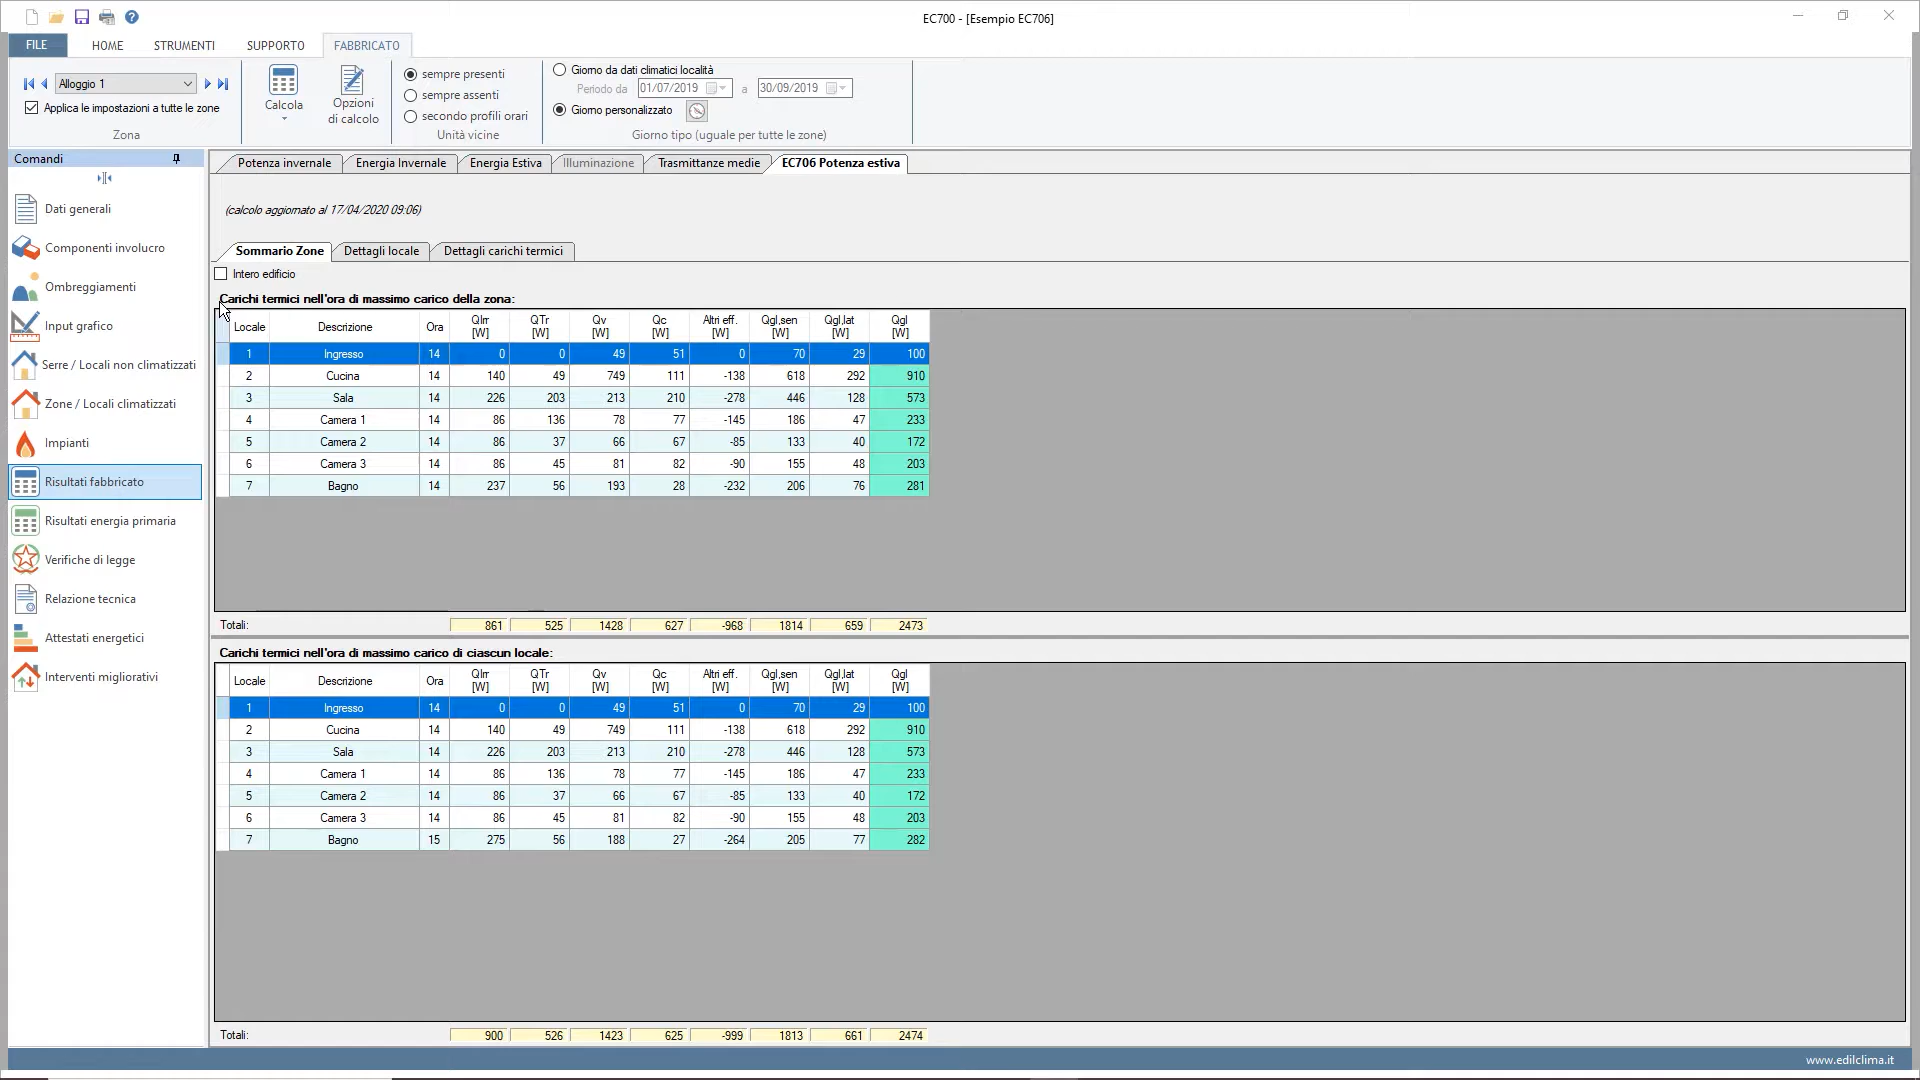 EC700 - [Esempio EC706]
FILE HOME STRUMENTI SUPPORTO FABBRICATO
Alloggio 1
Applica le impostazioni a tutte le zone
Zona
Calcola
Opzioni
di calcolo
sempre presenti
sempre assenti
secondo profili orari
Unità vicine
Giorno da dati climatici località
Periodo da 01/07/2019 a 30/09/2019
Giorno personalizzato
Giorno tipo (uguale per tutte le zone)
Comandi
Dati generali
Componenti involucro
Ombreggiamenti
Input grafico
Serre / Locali non climatizzati
Zone / Locali climatizzati
Impianti
Risultati fabbricato
Risultati energia primaria
Verifiche di legge
Relazione tecnica
Attestati energetici
Interventi migliorativi
Potenza invernale Energia Invernale Energia Estiva Illuminazione Trasmittanze medie EC706 Potenza estiva
(calcolo aggiornato al 17/04/2020 09:06)
Sommario Zone Dettagli locale Dettagli carichi termici
Intero edificio
Carichi termici nell'ora di massimo carico della zona:
Locale Descrizione Ora QIrr [W] QTr [W] Qv [W] Qc [W] Altri eff. [W] Qgl,sen [W] Qgl,lat [W] Qgl [W]
1 Ingresso 14 0 0 49 51 0 70 29 100
2 Cucina 14 140 49 749 111 -138 618 292 910
3 Sala 14 226 203 213 210 -278 446 128 573
4 Camera 1 14 86 136 78 77 -145 186 47 233
5 Camera 2 14 86 37 66 67 -85 133 40 172
6 Camera 3 14 86 45 81 82 -90 155 48 203
7 Bagno 14 237 56 193 28 -232 206 76 281
Totali: 861 525 1428 627 -968 1814 659 2473
Carichi termici nell'ora di massimo carico di ciascun locale:
Locale Descrizione Ora QIrr [W] QTr [W] Qv [W] Qc [W] Altri eff. [W] Qgl,sen [W] Qgl,lat [W] Qgl [W]
1 Ingresso 14 0 0 49 51 0 70 29 100
2 Cucina 14 140 49 749 111 -138 618 292 910
3 Sala 14 226 203 213 210 -278 446 128 573
4 Camera 1 14 86 136 78 77 -145 186 47 233
5 Camera 2 14 86 37 66 67 -85 133 40 172
6 Camera 3 14 86 45 81 82 -90 155 48 203
7 Bagno 15 275 56 188 27 -264 205 77 282
Totali: 900 526 1423 625 -999 1813 661 2474
www.edilclima.it